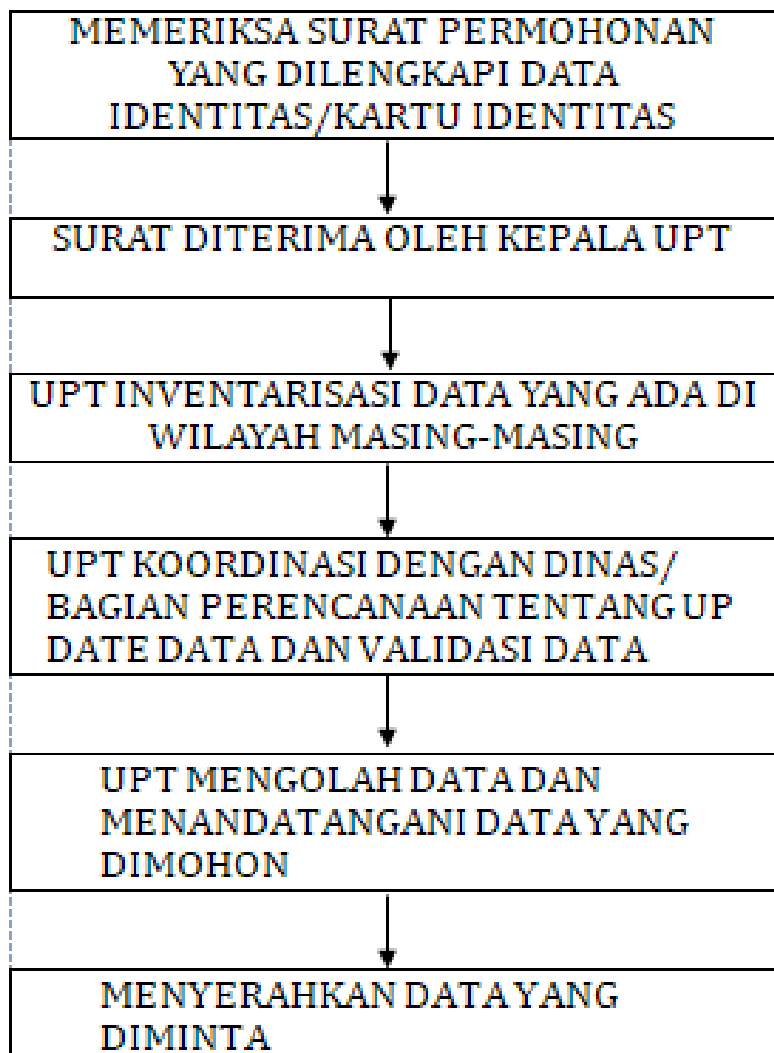 MEMERIKSA SURAT PERMOHONAN
YANG DILENGKAPI DATA
IDENTITAS/KARTU IDENTITAS
SURAT DITERIMA OLEH KEPALA UPT
UPT INVENTARISASI DATA YANG ADA DI
WILAYAH MASING-MASING
UPT KOORDINASI DENGAN DINAS/
BAGIAN PERENCANAAN TENTANG UP
DATE DATA DAN VALIDASI DATA
UPT MENGOLAH DATA DAN
MENANDATANGANI DATA YANG
DIMOHON
MENYERAHKAN DATA YANG
DIMINTA